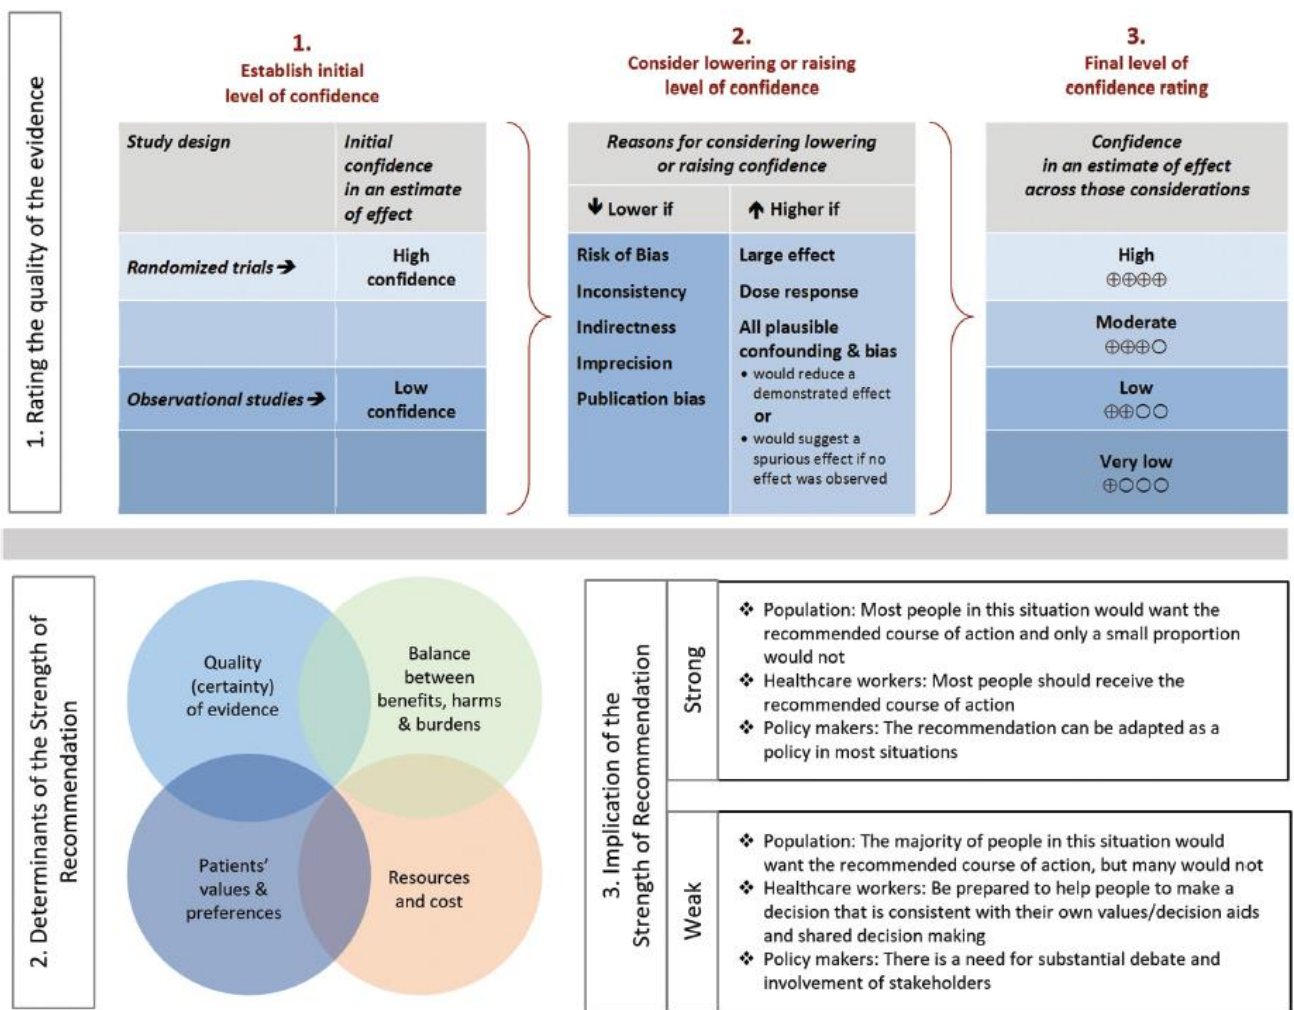 1. Rating the quality of the evidence
1.
Establish initial
level of confidence
Study design
Initial
confidence
in an estimate
of effect
Randomized trials ➔
High
confidence
Observational studies ➔
Low
confidence
2.
Consider lowering or raising
level of confidence
Reasons for considering lowering
or raising confidence
🡻 Lower if
🡹 Higher if
Risk of Bias
Inconsistency
Indirectness
Imprecision
Publication bias
Large effect
Dose response
All plausible
confounding & bias
• would reduce a
demonstrated effect
or
• would suggest a
spurious effect if no
effect was observed
3.
Final level of
confidence rating
Confidence
in an estimate of effect
across those considerations
High
⊕⊕⊕⊕
Moderate
⊕⊕⊕○
Low
⊕⊕○○
Very low
⊕○○○
2. Determinants of the Strength of
Recommendation
Quality
(certainty)
of evidence
Balance
between
benefits, harms
& burdens
Patients’
values &
preferences
Resources
and cost
3. Implication of the
Strength of Recommendation
Strong
❖ Population: Most people in this situation would want the
recommended course of action and only a small proportion
would not
❖ Healthcare workers: Most people should receive the
recommended course of action
❖ Policy makers: The recommendation can be adapted as a
policy in most situations
Weak
❖ Population: The majority of people in this situation would
want the recommended course of action, but many would not
❖ Healthcare workers: Be prepared to help people to make a
decision that is consistent with their own values/decision aids
and shared decision making
❖ Policy makers: There is a need for substantial debate and
involvement of stakeholders